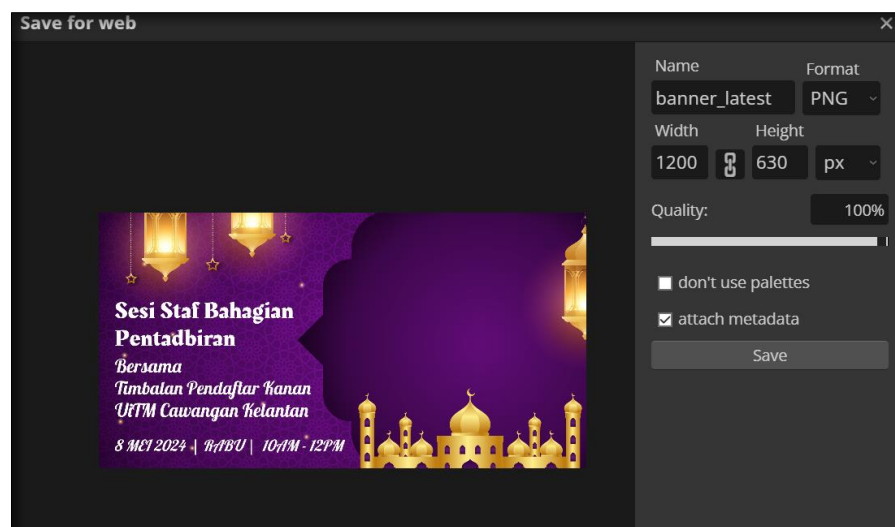 Save for web
×
Name
Format
banner_latest
PNG
Width
Height
1200
630
px
Quality:
100%
don't use palettes
attach metadata
Save
Sesi Staf Bahagian
Pentadbiran
Bersama
Timbalan Pendaftar Kanan
UiTM Cawangan Kelantan
8 MEI 2024 | RABU | 10AM - 12PM